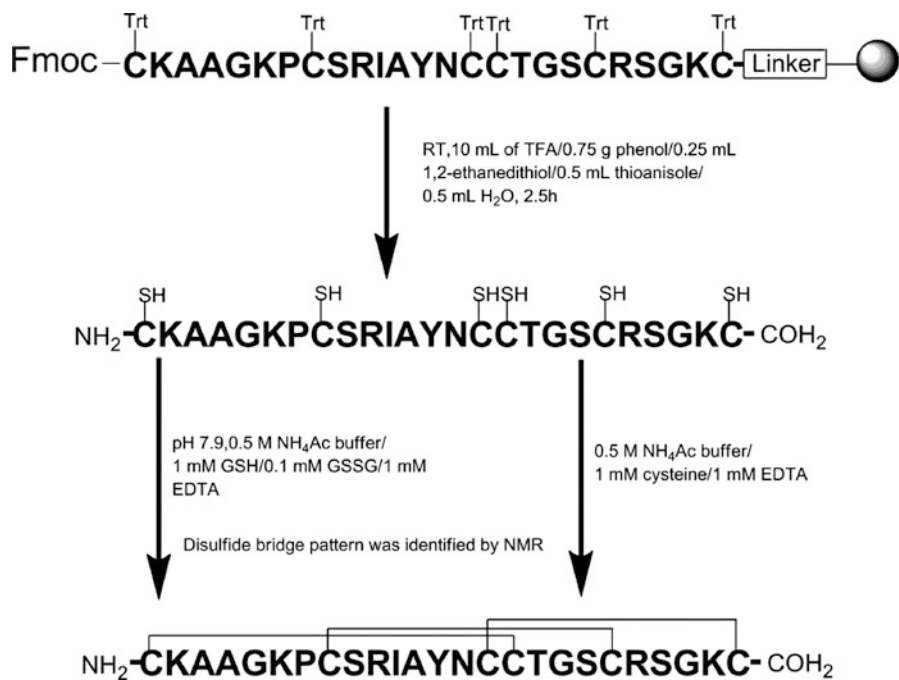 Trt Trt Trt Trt Trt Trt
Fmoc–CKAAGKPCSRIAYNCCTGSCRSGKC-Linker
RT,10 mL of TFA/0.75 g phenol/0.25 mL
1,2-ethanedithiol/0.5 mL thioanisole/
0.5 mL H₂O, 2.5h
SH SH SH SH SH SH
NH₂-CKAAGKPCSRIAYNCCTGSCRSGKC-COH₂
pH 7.9,0.5 M NH₄Ac buffer/
1 mM GSH/0.1 mM GSSG/1 mM
EDTA
0.5 M NH₄Ac buffer/
1 mM cysteine/1 mM EDTA
Disulfide bridge pattern was identified by NMR
NH₂-CKAAGKPCSRIAYNCCTGSCRSGKC-COH₂